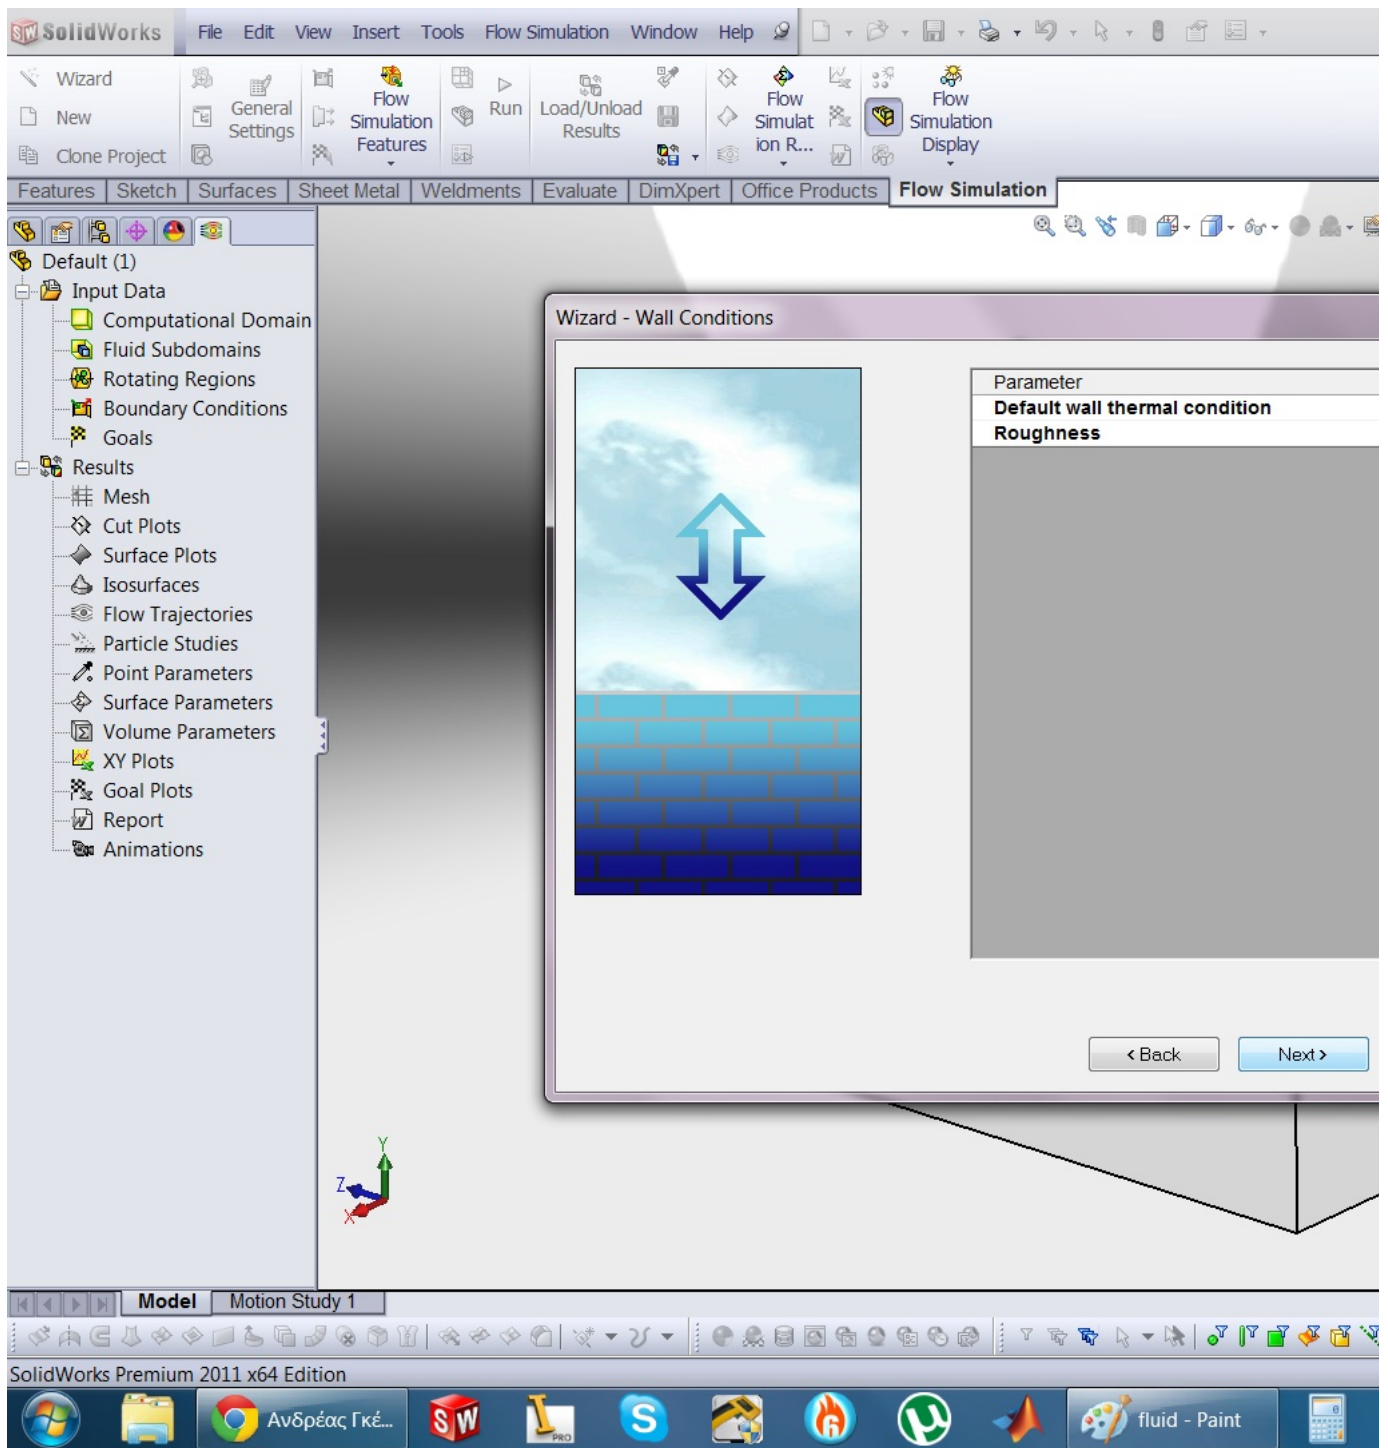 SolidWorks File Edit View Insert Tools Flow Simulation Window Help
Wizard
New
Clone Project
General
Settings
Flow
Simulation
Features
Run
Load/Unload
Results
Flow
Simulat
ion R...
Flow
Simulation
Display
Features Sketch Surfaces Sheet Metal Weldments Evaluate DimXpert Office Products Flow Simulation
Default (1)
Input Data
Computational Domain
Fluid Subdomains
Rotating Regions
Boundary Conditions
Goals
Results
Mesh
Cut Plots
Surface Plots
Isosurfaces
Flow Trajectories
Particle Studies
Point Parameters
Surface Parameters
Volume Parameters
XY Plots
Goal Plots
Report
Animations
Wizard - Wall Conditions
Parameter
Default wall thermal condition
Roughness
< Back Next >
Y
Z
X
Model Motion Study 1
SolidWorks Premium 2011 x64 Edition
Ανδρέας Γκέ... SW PRO S fluid - Paint